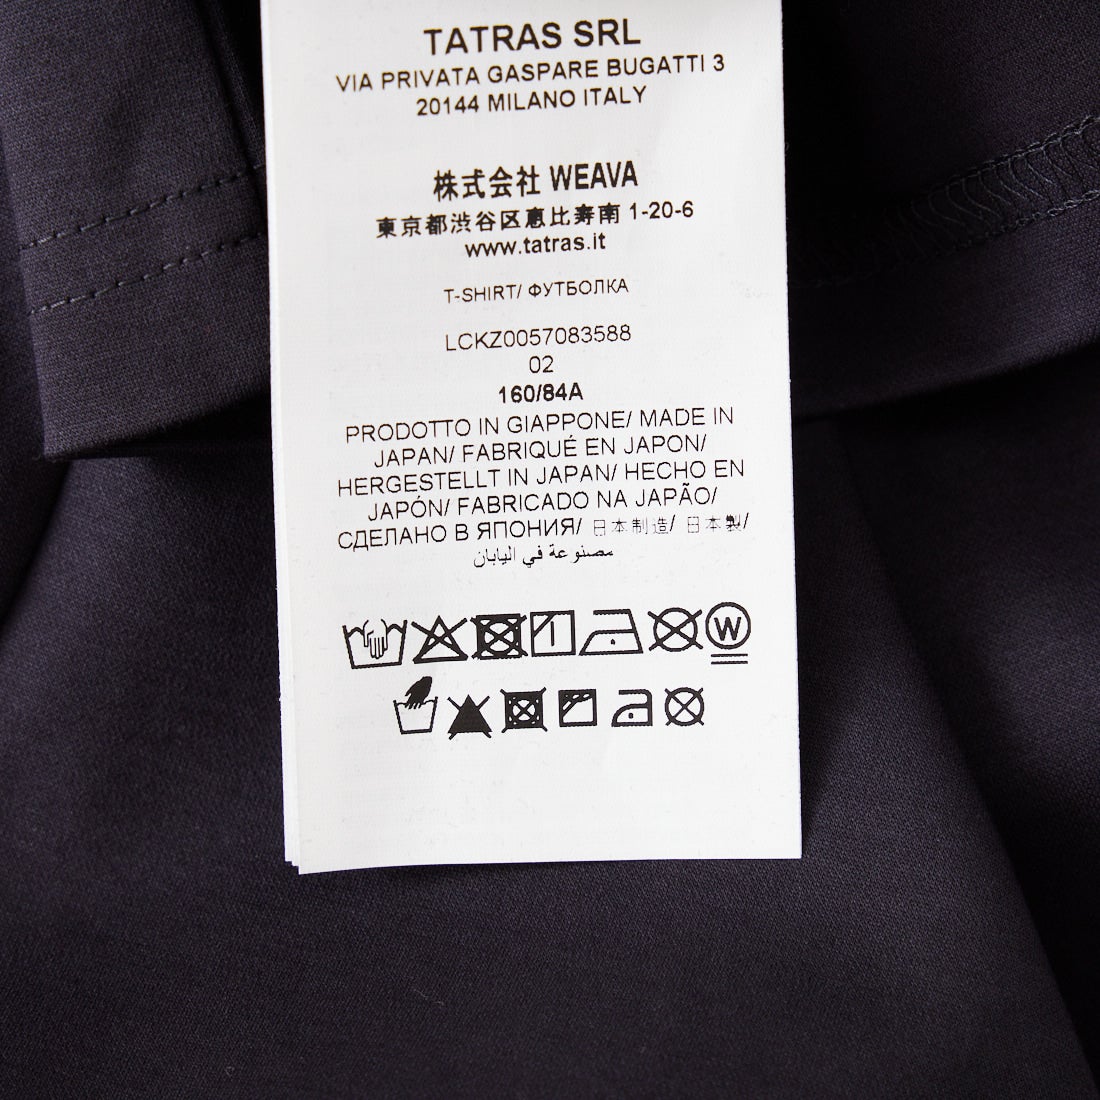 TATRAS SRL
VIA PRIVATA GASPARE BUGATTI 3
20144 MILANO ITALY
株式会社 WEAVA
東京都渋谷区恵比寿南 1-20-6
www.tatras.it
T-SHIRT/ ФУТБОЛКА
LCKZ0057083588
02
160/84A
PRODOTTO IN GIAPPONE/ MADE IN
JAPAN/ FABRIQUÉ EN JAPON/
HERGESTELLT IN JAPAN/ HECHO EN
JAPÓN/ FABRICADO NA JAPÃO/
СДЕЛАНО В ЯПОНИЯ/ 日本制造/ 日本製/
مصنوعة في اليابان
W